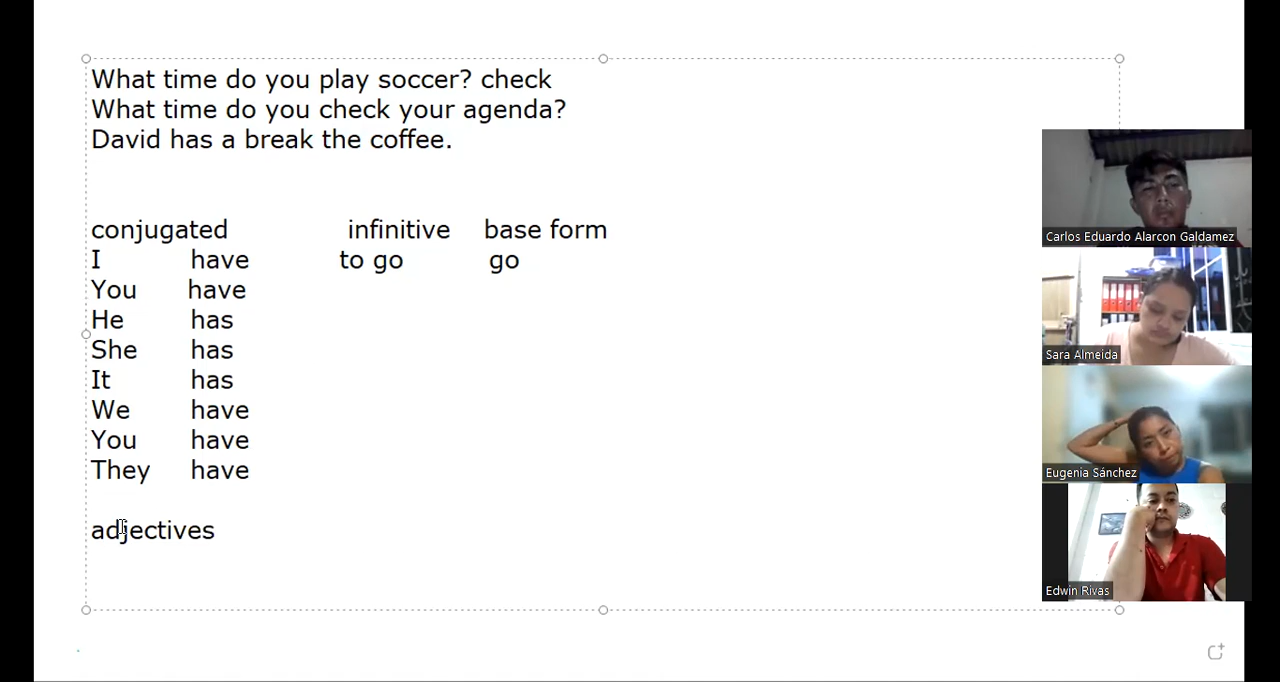 What time do you play soccer? check
What time do you check your agenda?
David has a break the coffee.
conjugated infinitive base form
I have to go go
You have
He has
She has
It has
We have
You have
They have
adjectives
Carlos Eduardo Alarcon Galdamez
Sara Almeida
Eugenia Sánchez
Edwin Rivas